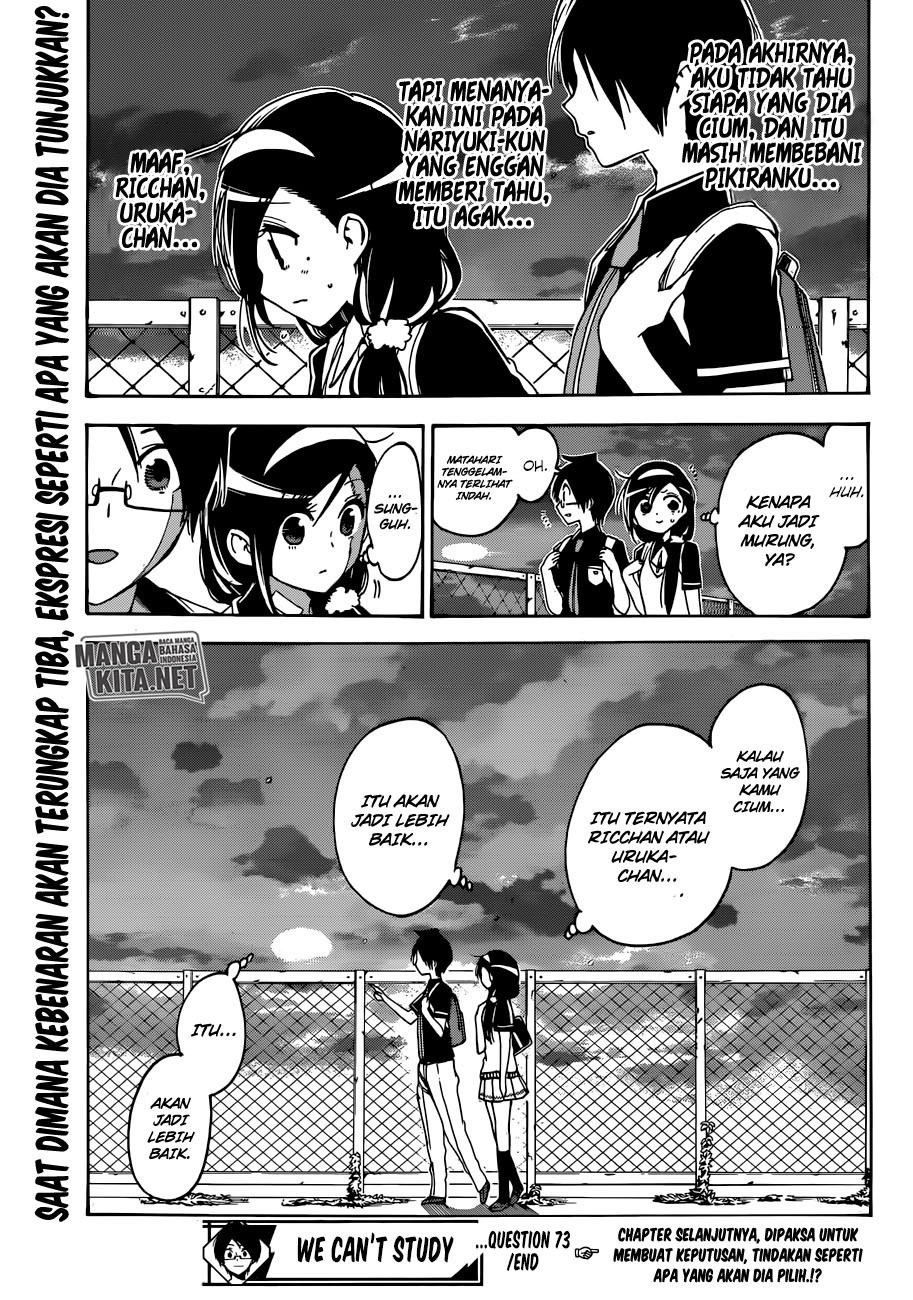 SAAT DIMANA KEBENARAN AKAN TERUNGKAP TIBA, EKSPRESI SEPERTI APA YANG AKAN DIA TUNJUKKAN?
PADA AKHIRNYA,
AKU TIDAK TAHU
SIAPA YANG DIA
CIUM, DAN ITU
MASIH MEMBEBANI
PIKIRANKU...
TAPI MENANYA-
KAN INI PADA
NARIYUKI-KUN
YANG ENGGAN
MEMBERI TAHU,
ITU AGAK...
MAAF,
RICCHAN,
URUKA-
CHAN...
...
HUH.
KENAPA
AKU JADI
MURUNG,
YA?
OH.
MATAHARI
TENGGELAM-
NYA TERLIHAT
INDAH.
...
SUNG-
GUH.
MANGA
KITA.NET
BACA MANGA
BAHASA
INDONESIA
KALAU
SAJA YANG
KAMU
CIUM...
ITU TERNYATA
RICCHAN ATAU
URUKA-
CHAN...
ITU AKAN
JADI LEBIH
BAIK...
ITU...
AKAN
JADI
LEBIH
BAIK.
WE CAN'T STUDY
...QUESTION 73
/END
☞ CHAPTER SELANJUTNYA, DIPAKSA UNTUK
MEMBUAT KEPUTUSAN, TINDAKAN SEPERTI
APA YANG AKAN DIA PILIH.!?